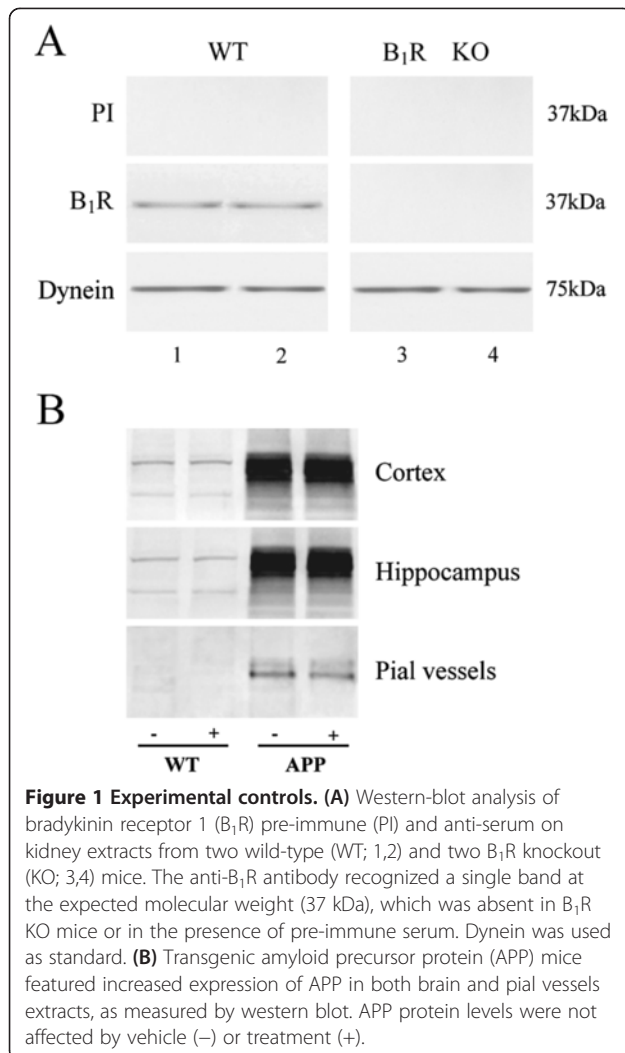 A
WT B₁R KO
PI 37kDa
B₁R 37kDa
Dynein 75kDa
1 2 3 4
B
Cortex
Hippocampus
Pial vessels
- + - +
WT APP
Figure 1 Experimental controls. (A) Western-blot analysis of
bradykinin receptor 1 (B₁R) pre-immune (PI) and anti-serum on
kidney extracts from two wild-type (WT; 1,2) and two B₁R knockout
(KO; 3,4) mice. The anti-B₁R antibody recognized a single band at
the expected molecular weight (37 kDa), which was absent in B₁R
KO mice or in the presence of pre-immune serum. Dynein was used
as standard. (B) Transgenic amyloid precursor protein (APP) mice
featured increased expression of APP in both brain and pial vessels
extracts, as measured by western blot. APP protein levels were not
affected by vehicle (−) or treatment (+).